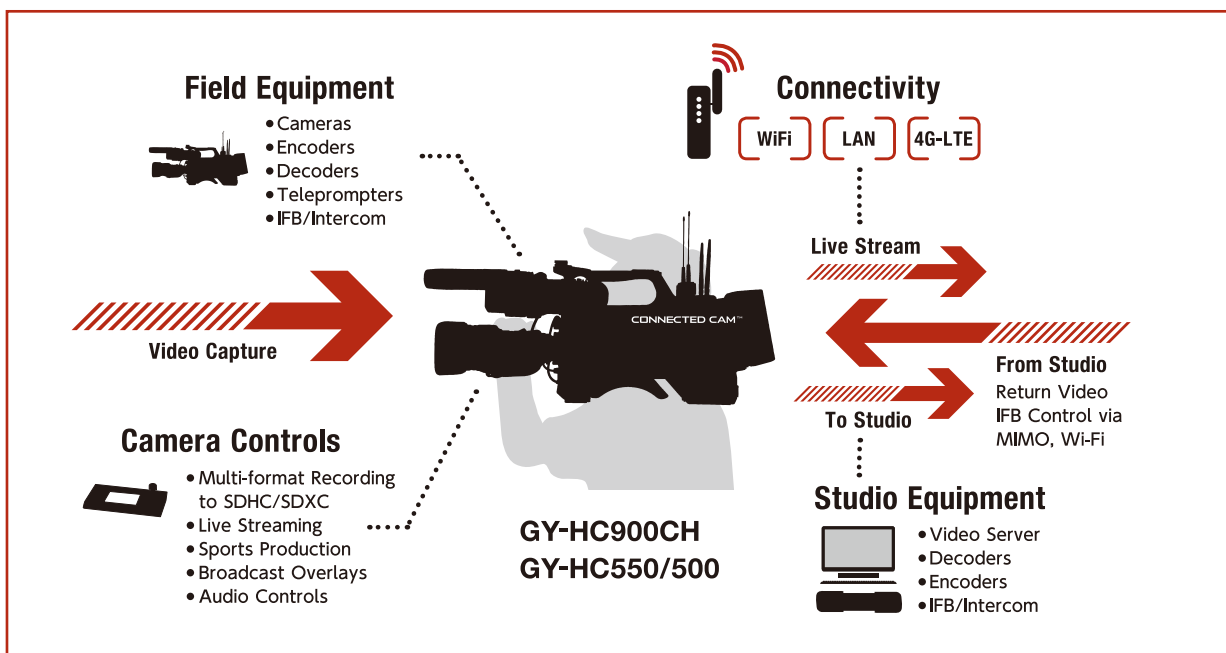 Field Equipment
• Cameras
• Encoders
• Decoders
• Teleprompters
• IFB/Intercom
Connectivity
WiFi
LAN
4G-LTE
Video Capture
CONNECTED CAM™
Live Stream
From Studio
Return Video
IFB Control via
MIMO, Wi-Fi
To Studio
Camera Controls
• Multi-format Recording
to SDHC/SDXC
• Live Streaming
• Sports Production
• Broadcast Overlays
• Audio Controls
GY-HC900CH
GY-HC550/500
Studio Equipment
• Video Server
• Decoders
• Encoders
• IFB/Intercom